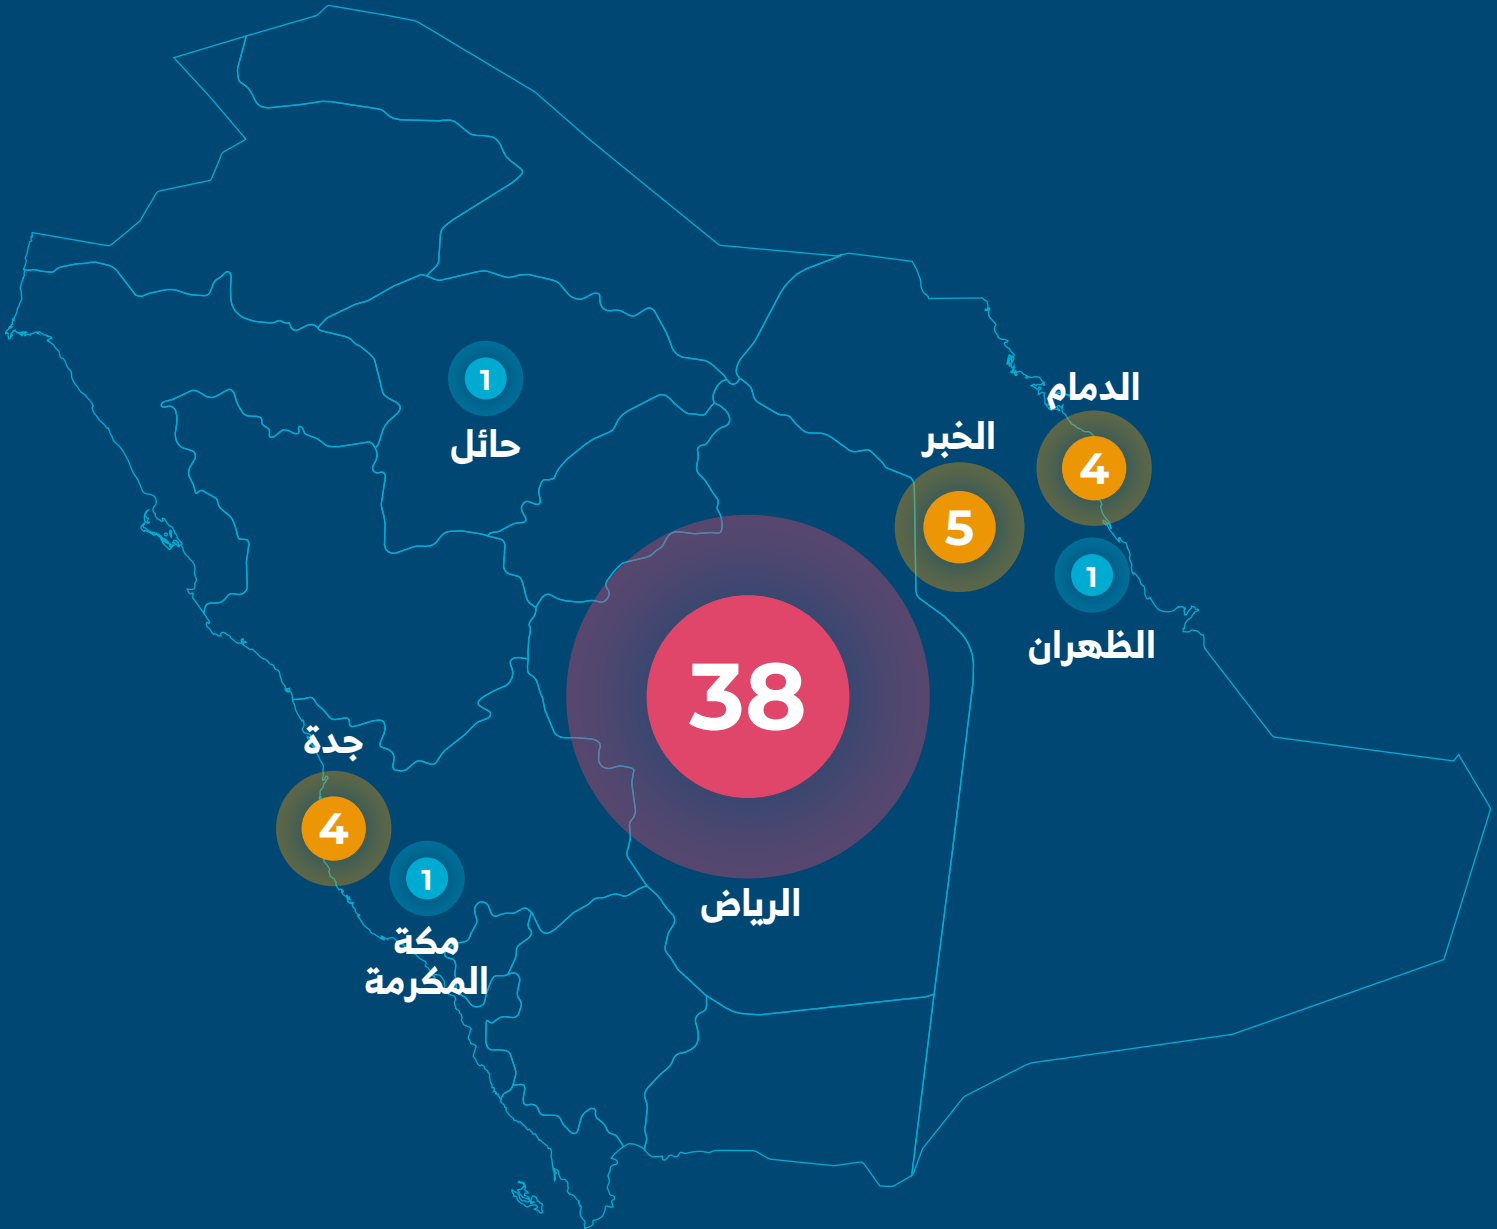 1
حائل
الدمام
4
الخبر
5
1
الظهران
38
الرياض
جدة
4
1
مكة
المكرمة